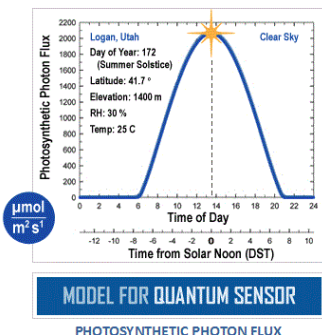 2200
2000
1800
1600
1400
1200
1000
800
600
400
200
0
Photosynthetic Photon Flux
Logan, Utah
Clear Sky
Day of Year: 172
(Summer Solstice)
Latitude: 41.7 °
Elevation: 1400 m
RH: 30 %
Temp: 25 C
µmol
m² s¹
0 2 4 6 8 10 12 14 16 18 20 22 24
Time of Day
-12 -10 -8 -6 -4 -2 0 2 4 6 8 10
Time from Solar Noon (DST)
MODEL FOR QUANTUM SENSOR
PHOTOSYNTHETIC PHOTON FLUX